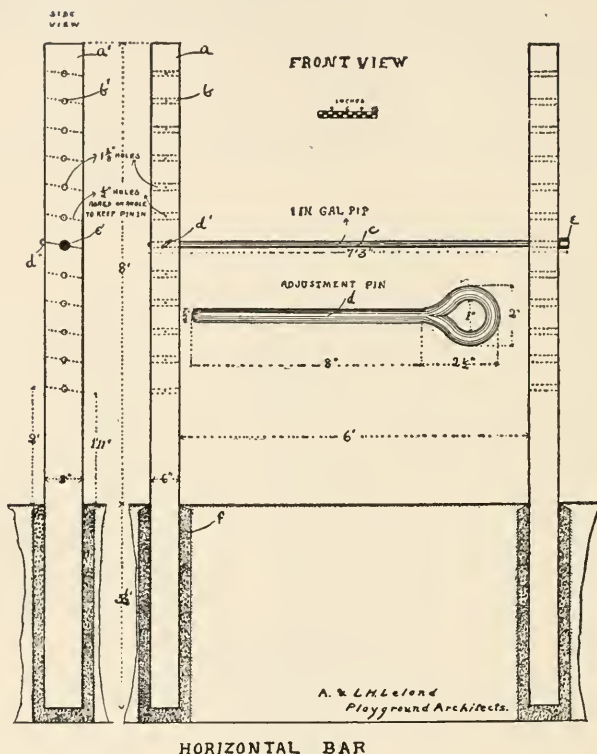 SIDE
VIEW
a'
a
b'
b
FRONT VIEW
INCHES
1 3/8" HOLES
1/2" HOLES
BORED ON ANGLE
TO KEEP PIN IN
c'
d"
d'
1 IN GAL PIP
c
7' 3"
E
8'
ADJUSTMENT PIN
d
1"
2"
8"
2 1/2"
2'
1' 11"
6'
8"
6"
f
A. & L.H. Leland
Playground Architects.
HORIZONTAL BAR